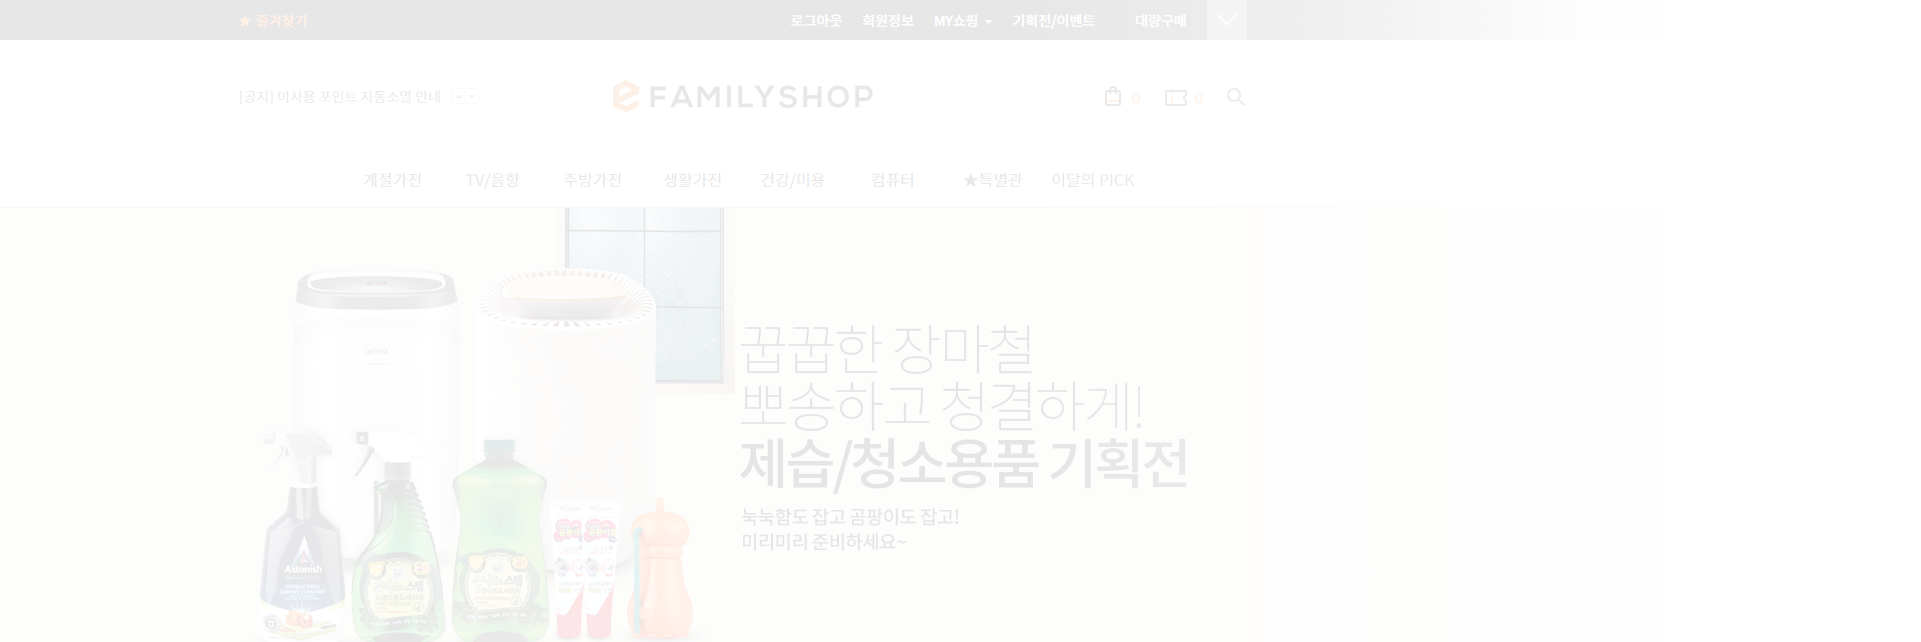 ★ 즐겨찾기
로그아웃 회원정보 MY쇼핑 기획전/이벤트 대량구매
[공지] 미사용 포인트 자동소멸 안내
FAMILYSHOP
0 0
계절가전 TV/음향 주방가전 생활가전 건강/미용 컴퓨터 ★특별관 이달의 PICK
꿉꿉한 장마철
뽀송하고 청결하게!
제습/청소용품 기획전
눅눅함도 잡고 곰팡이도 잡고!
미리미리 준비하세요~
Astonish